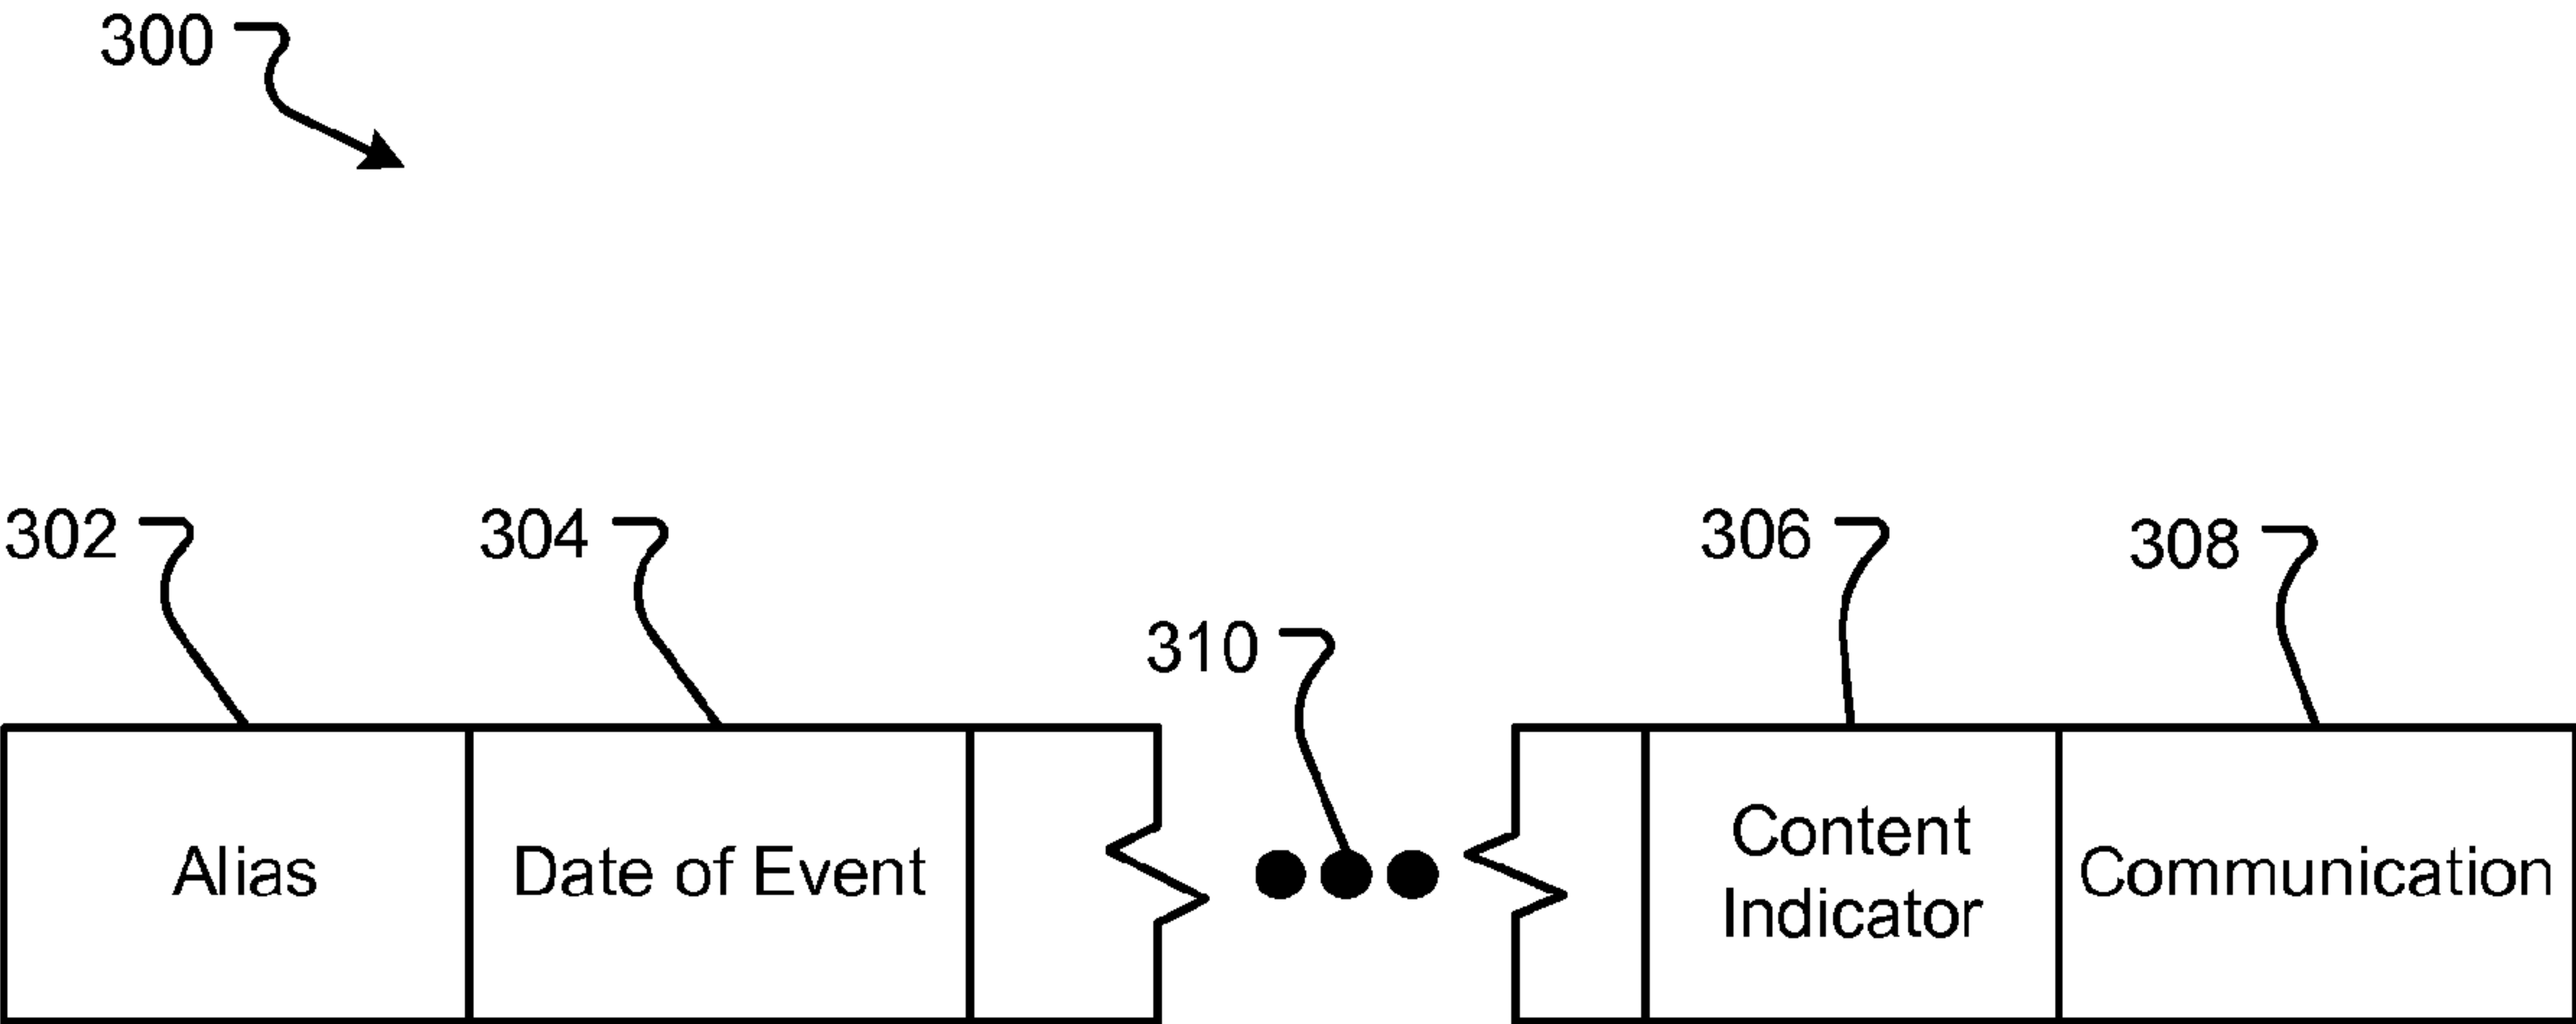 300
302
304
306
308
310
Alias
Date of Event
Content
Indicator
Communication